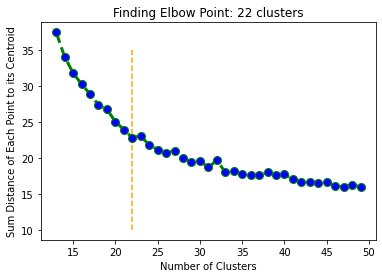 Finding Elbow Point: 22 clusters
Sum Distance of Each Point to its Centroid
35
30
25
20
15
10
15 20 25 30 35 40 45 50
Number of Clusters